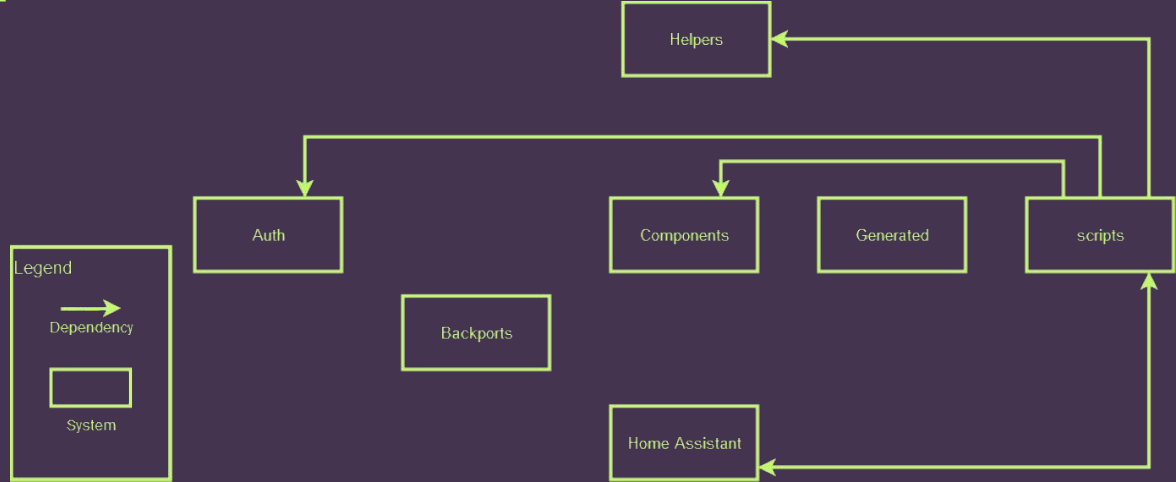 Helpers
Auth
Components
Generated
scripts
Legend
Dependency
Backports
System
Home Assistant